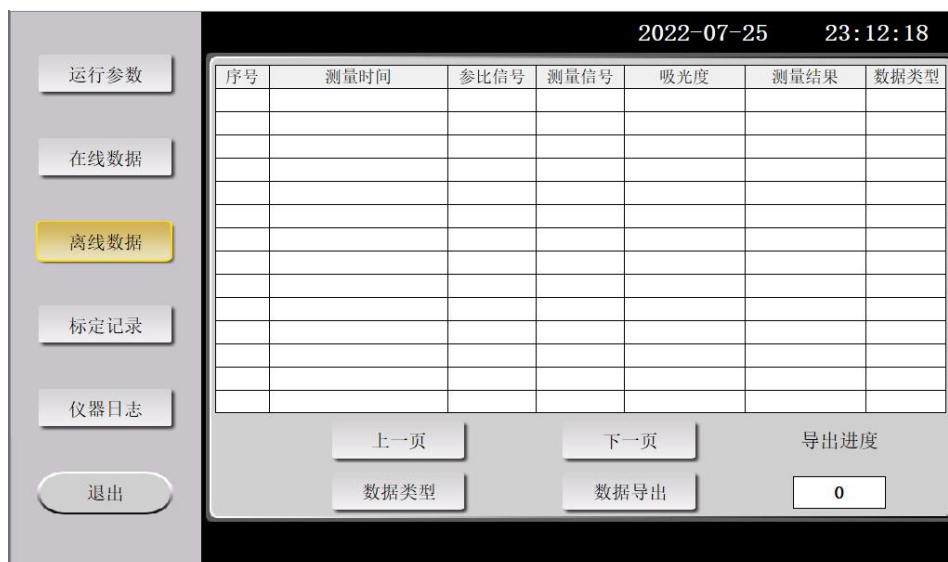 2022-07-25 23:12:18
运行参数
在线数据
离线数据
标定记录
仪器日志
退出
序号 测量时间 参比信号 测量信号 吸光度 测量结果 数据类型
上一页 下一页 导出进度
数据类型 数据导出 0